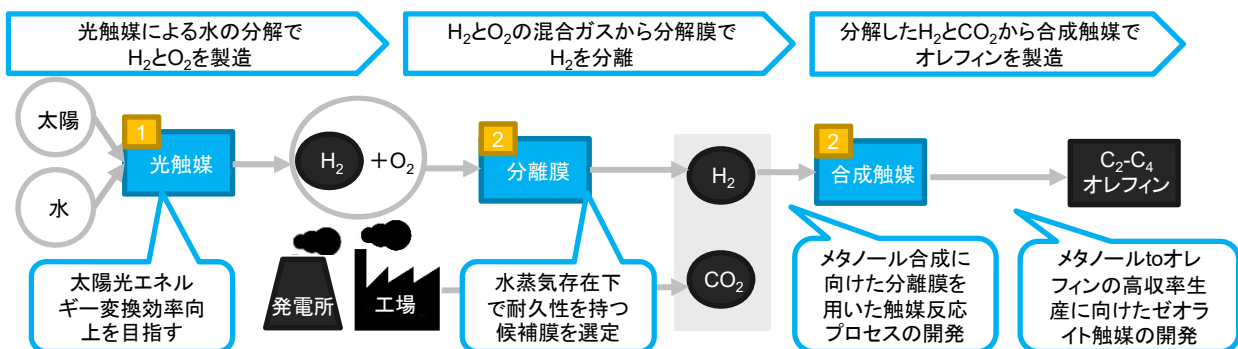 光触媒による水の分解で
H₂とO₂を製造
H₂とO₂の混合ガスから分解膜で
H₂を分離
分解したH₂とCO₂から合成触媒で
オレフィンを製造
太陽
水
1
光触媒
H₂ +O₂
2
分離膜
H₂
CO₂
2
合成触媒
C₂-C₄
オレフィン
発電所
工場
太陽光エネル
ギー変換効率向
上を目指す
水蒸気存在下
で耐久性を持つ
候補膜を選定
メタノール合成に
向けた分離膜を
用いた触媒反応
プロセスの開発
メタノールtoオレ
フィンの高収率生
産に向けたゼオラ
イト触媒の開発